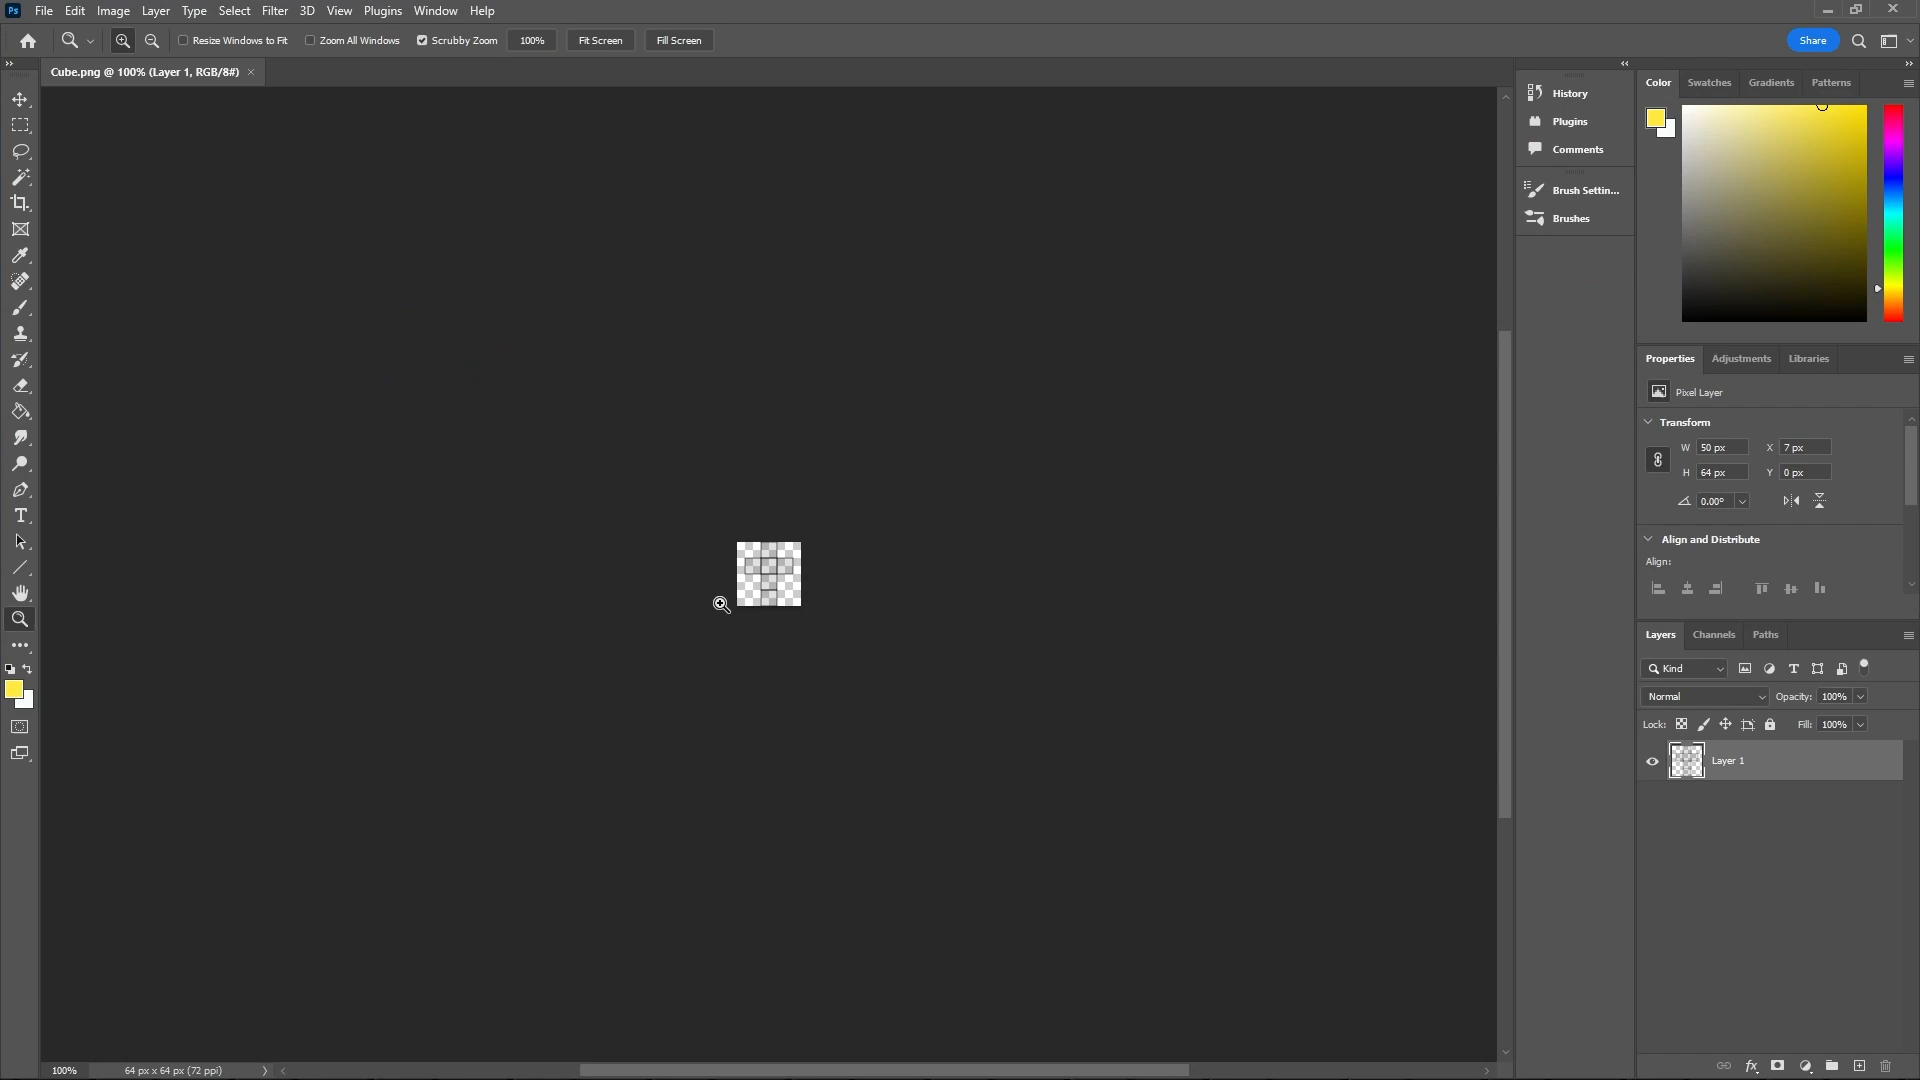 Ps File Edit Image Layer Type Select Filter 3D View Plugins Window Help
Resize Windows to Fit Zoom All Windows Scrubby Zoom 100% Fit Screen Fill Screen Share
Cube.png @ 100% (Layer 1, RGB/8#) ×
History
Plugins
Comments
Brush Settin...
Brushes
Color Swatches Gradients Patterns
Properties Adjustments Libraries
Pixel Layer
Transform
W 50 px X 7 px
H 64 px Y 0 px
0.00°
Align and Distribute
Align:
Layers Channels Paths
Kind
Normal Opacity: 100%
Lock: Fill: 100%
Layer 1
fx
100% 64 px x 64 px (72 ppi)